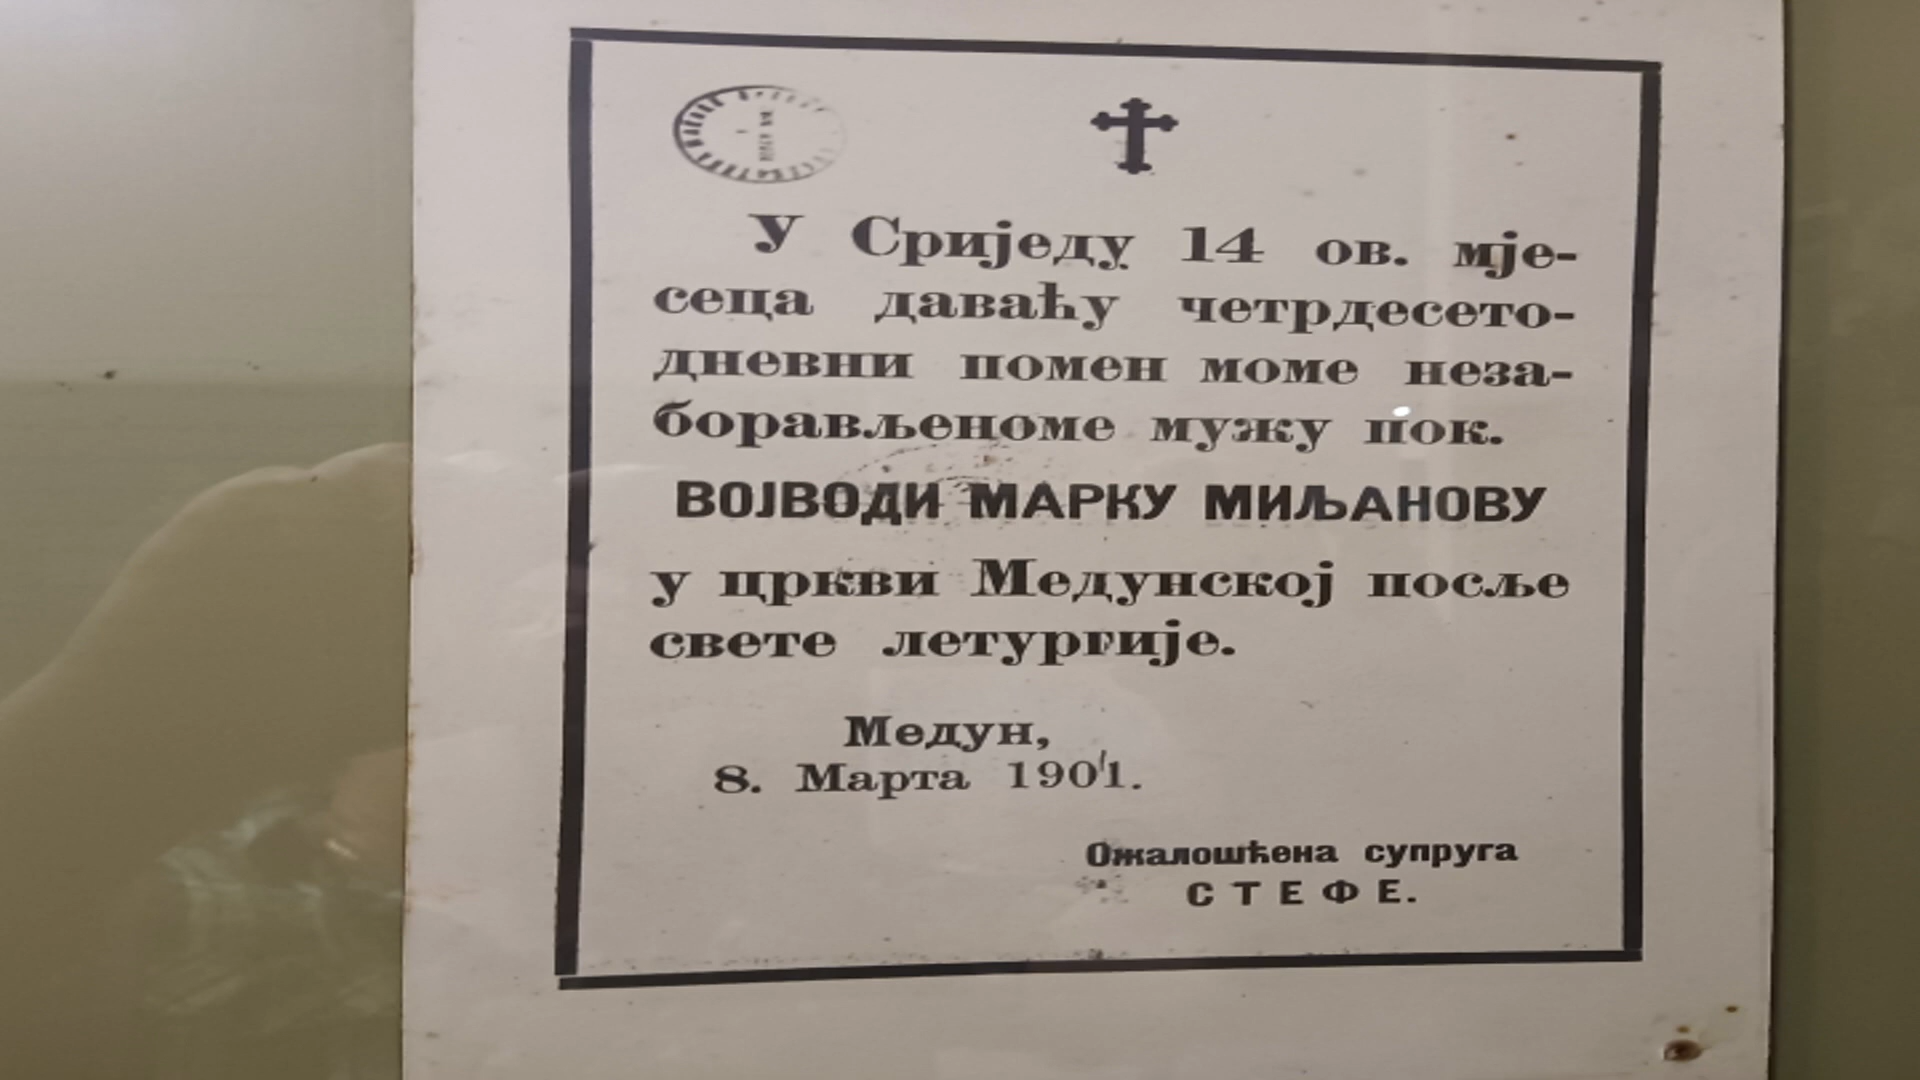 У Сриједу 14 ов. мје-
сеца даваћу четрдесето-
дневни помен моме неза-
борављеноме мужу пок.
ВОЈВОДИ МАРКУ МИЉАНОВУ
у цркви Медунској посље
свете летургије.
Медун,
8. Марта 1901.
Ожалошћена супруга
СТЕФЕ.